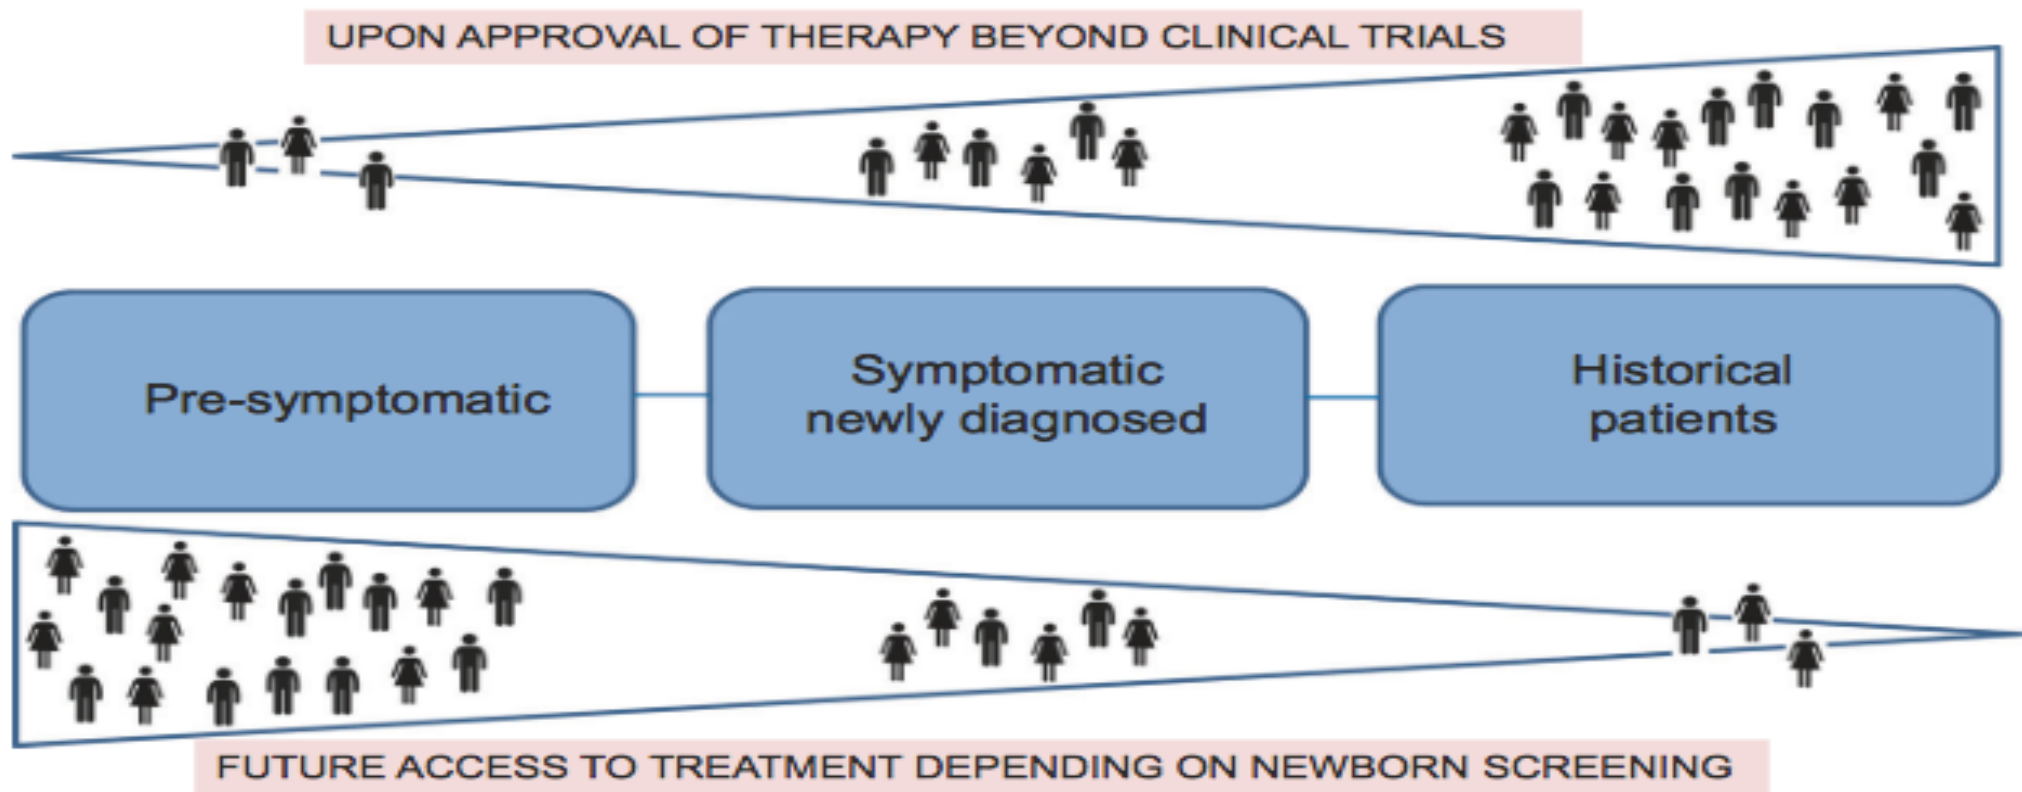 UPON APPROVAL OF THERAPY BEYOND CLINICAL TRIALS
Pre-symptomatic
Symptomatic
newly diagnosed
Historical
patients
FUTURE ACCESS TO TREATMENT DEPENDING ON NEWBORN SCREENING